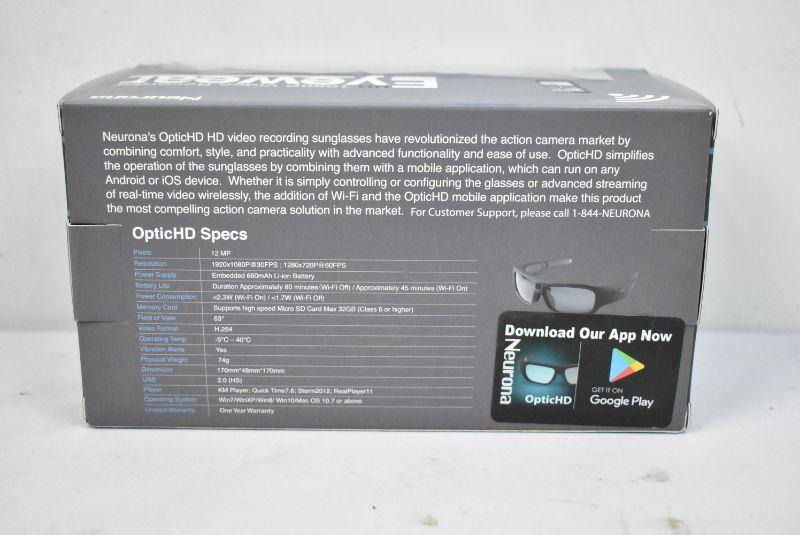 Eyewear
Neurona
Neurona's OpticHD HD video recording sunglasses have revolutionized the action camera market by
combining comfort, style, and practicality with advanced functionality and ease of use. OpticHD simplifies
the operation of the sunglasses by combining them with a mobile application, which can run on any
Android or iOS device. Whether it is simply controlling or configuring the glasses or advanced streaming
of real-time video wirelessly, the addition of Wi-Fi and the OpticHD mobile application make this product
the most compelling action camera solution in the market. For Customer Support, please call 1-844-NEURONA
OpticHD Specs
Pixels 12 MP
Resolution 1920x1080P@30FPS ; 1280x720P@60FPS
Power Supply Embedded 660mAh Li-ion Battery
Battery Life Duration Approximately 80 minutes (Wi-Fi Off) / Approximately 45 minutes (Wi-Fi On)
Power Consumption <2.3W (Wi-Fi On) / <1.7W (Wi-Fi Off)
Memory Card Supports high speed Micro SD Card Max 32GB (Class 6 or higher)
Field of View 63°
Video Format H.264
Operating Temp -5°C ~ 40°C
Vibration Alerts Yes
Physical Weight 74g
Dimension 170mm*48mm*170mm
USB 2.0 (HS)
Player KM Player; Quick Time7.6; Storm2012; RealPlayer11
Operating System Win7/WinXP/Win8/ Win10/Mac OS 10.7 or above
Limited Warranty One Year Warranty
Download Our App Now
Neurona
OpticHD
GET IT ON
Google Play